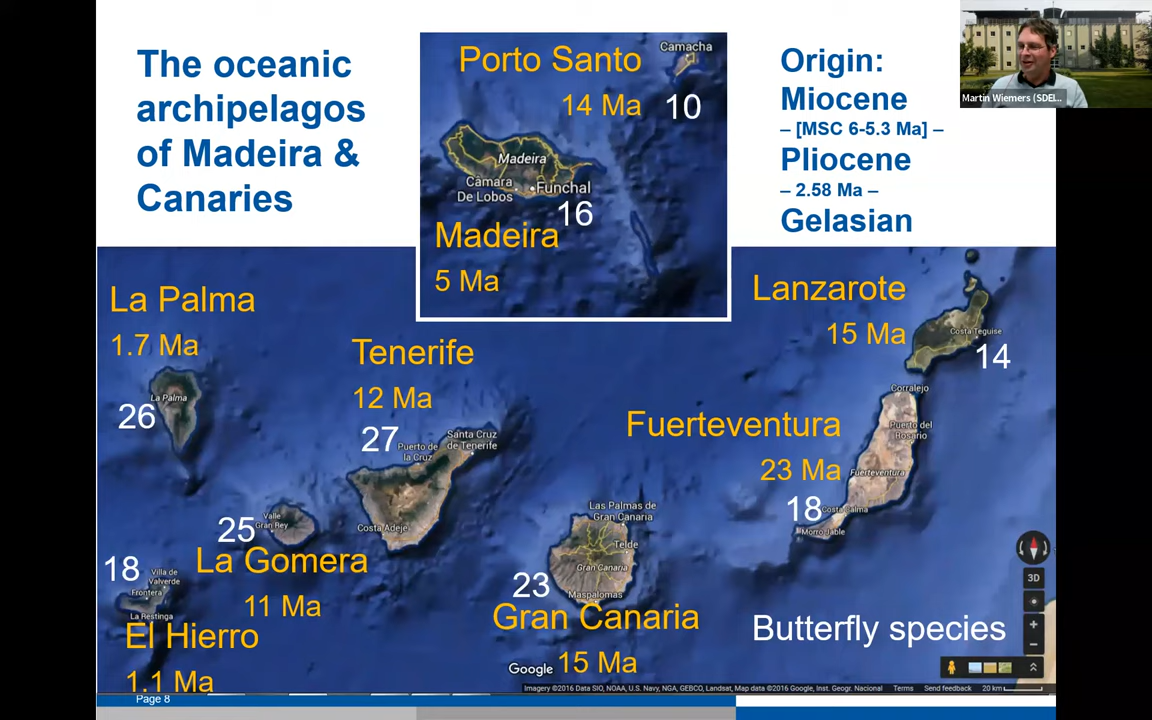 The oceanic
archipelagos
of Madeira &
Canaries
Porto Santo
14 Ma
Camacha
10
Madeira
Câmara
De Lobos
Funchal
16
Madeira
5 Ma
Origin:
Miocene
– [MSC 6-5.3 Ma] –
Pliocene
– 2.58 Ma –
Gelasian
Martin Wiemers (SDEI...
La Palma
1.7 Ma
La Palma
26
Tenerife
12 Ma
27
Puerto de
la Cruz
Santa Cruz
de Tenerife
Costa Adeje
Lanzarote
15 Ma
Costa Teguise
14
Corralejo
Fuerteventura
23 Ma
Puerto del
Rosario
Fuerteventura
18
Costa Calma
Morro Jable
25
Valle
Gran Rey
La Gomera
11 Ma
18
Villa de
Valverde
Frontera
La Restinga
El Hierro
1.1 Ma
Las Palmas de
Gran Canaria
Telde
Gran Canaria
Maspalomas
23
Gran Canaria
15 Ma
Butterfly species
3D
Google
Imagery ©2016 Data SIO, NOAA, U.S. Navy, NGA, GEBCO, Landsat, Map data ©2016 Google, Inst. Geogr. Nacional Terms Send feedback 20 km
Page 8